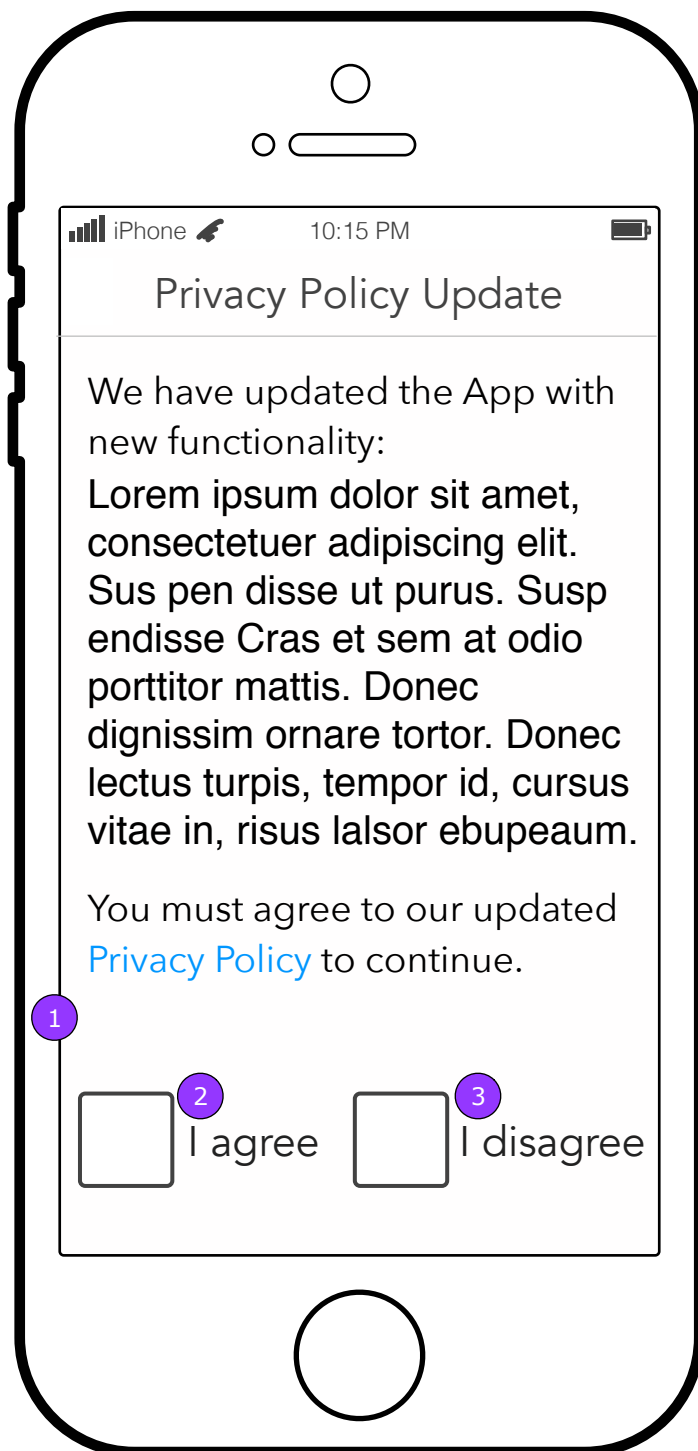 iPhone 10:15 PM
Privacy Policy Update
We have updated the App with
new functionality:
Lorem ipsum dolor sit amet,
consectetuer adipiscing elit.
Sus pen disse ut purus. Susp
endisse Cras et sem at odio
porttitor mattis. Donec
dignissim ornare tortor. Donec
lectus turpis, tempor id, cursus
vitae in, risus lalsor ebupeaum.
You must agree to our updated
Privacy Policy to continue.
1
2 3
I agree I disagree